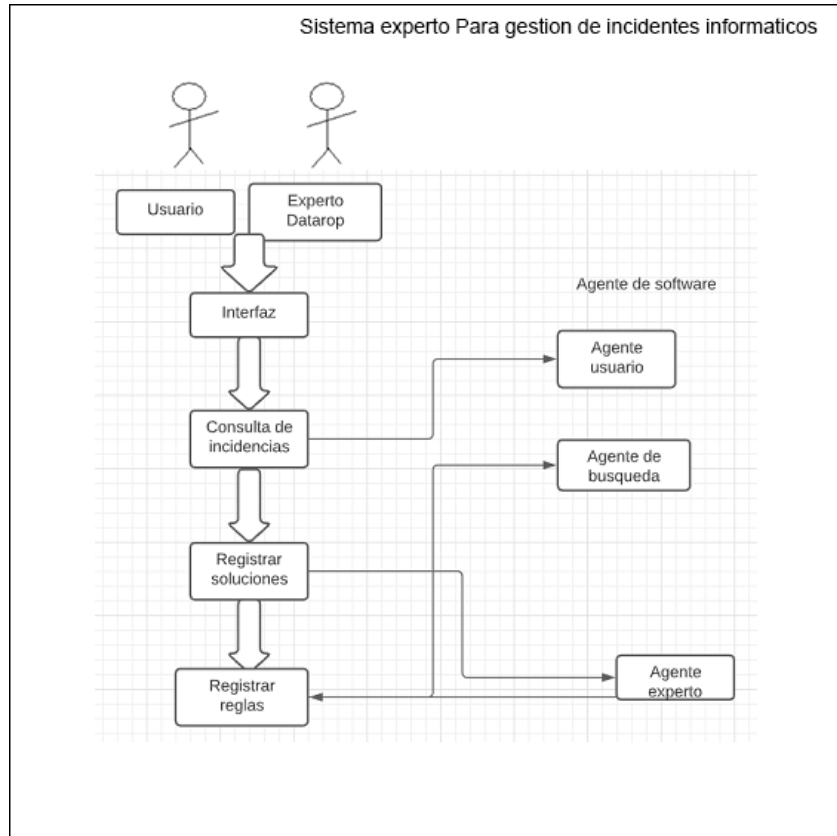 Sistema experto Para gestion de incidentes informaticos
Usuario
Experto
Datarop
Interfaz
Agente de software
Agente
usuario
Consulta de
incidencias
Agente de
busqueda
Registrar
soluciones
Agente
experto
Registrar
reglas